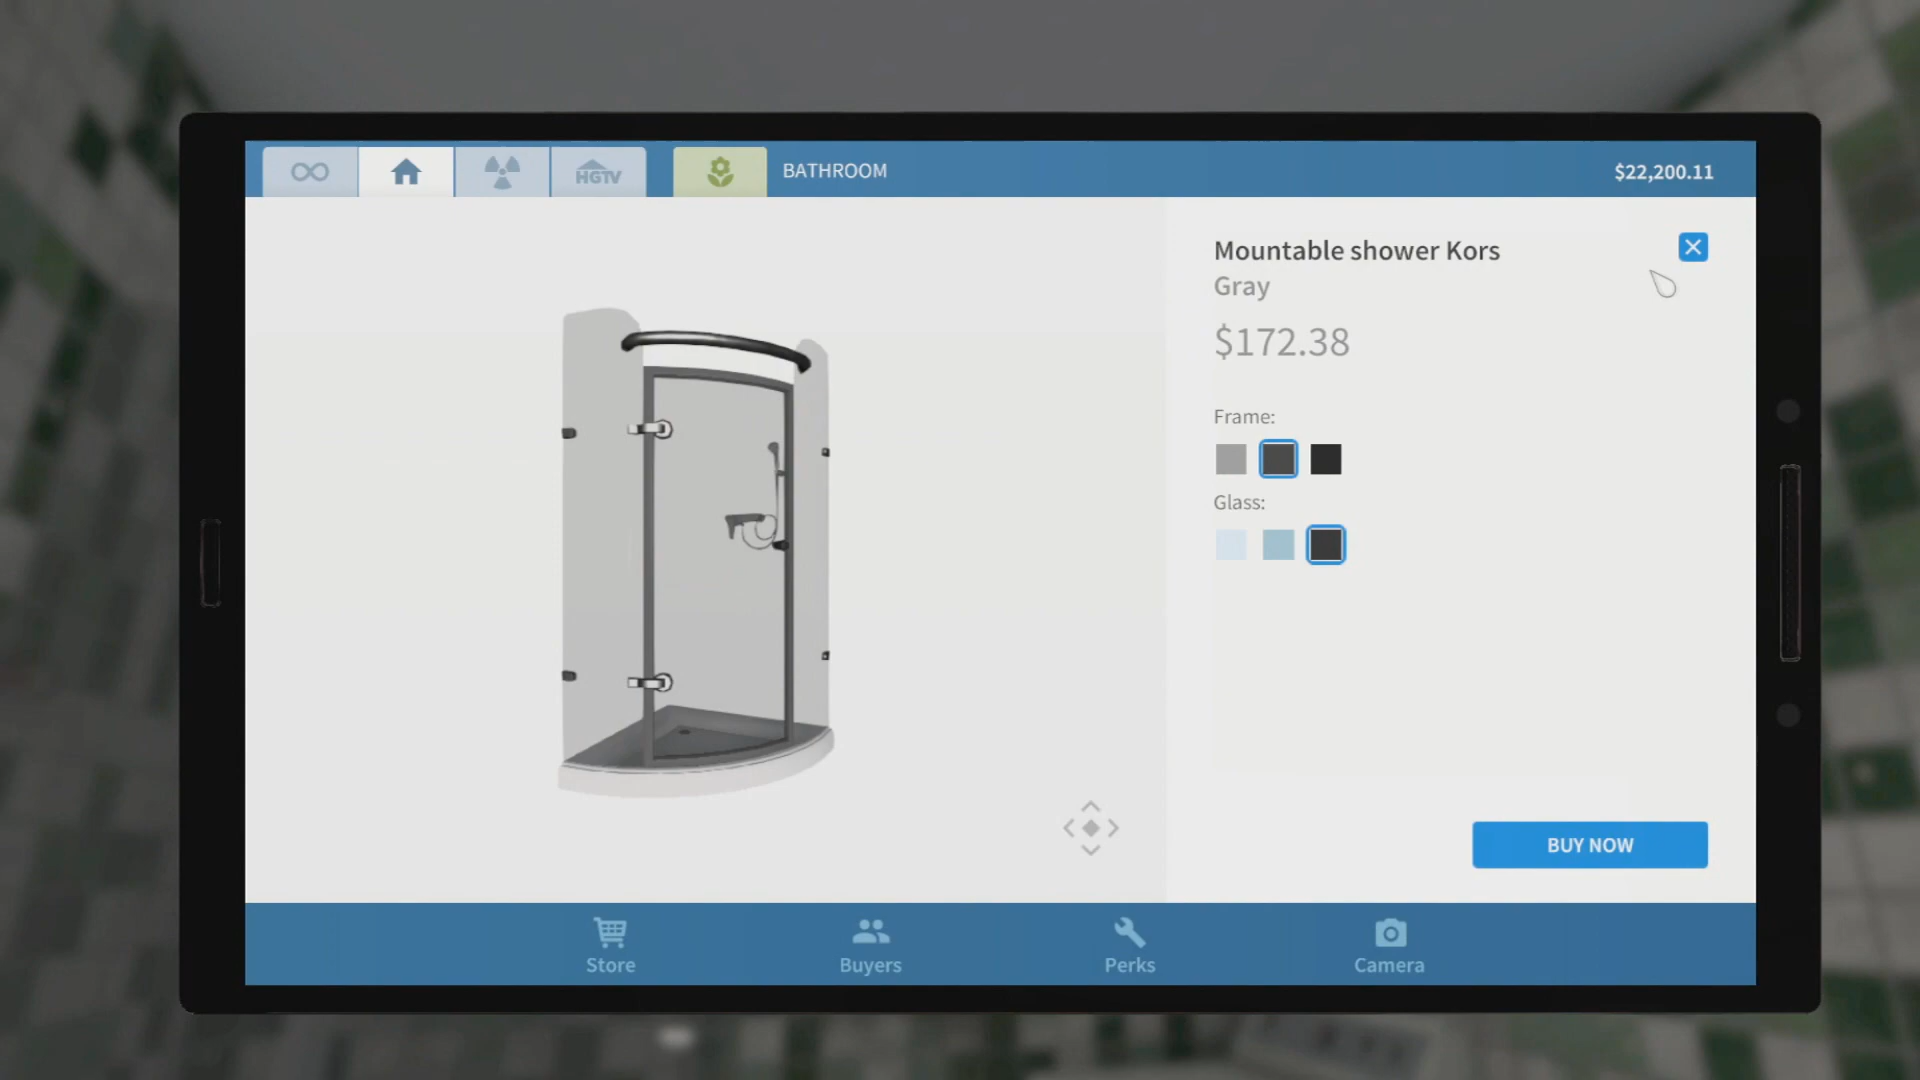 HGTV
BATHROOM
$22,200.11
Mountable shower Kors
Gray
$172.38
Frame:
Glass:
BUY NOW
Store
Buyers
Perks
Camera